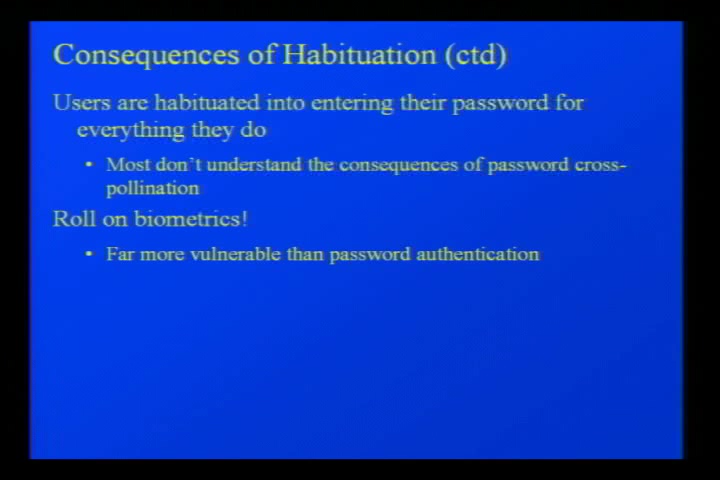 Consequences of Habituation (ctd)
Users are habituated into entering their password for
everything they do
• Most don't understand the consequences of password cross-
pollination
Roll on biometrics!
• Far more vulnerable than password authentication